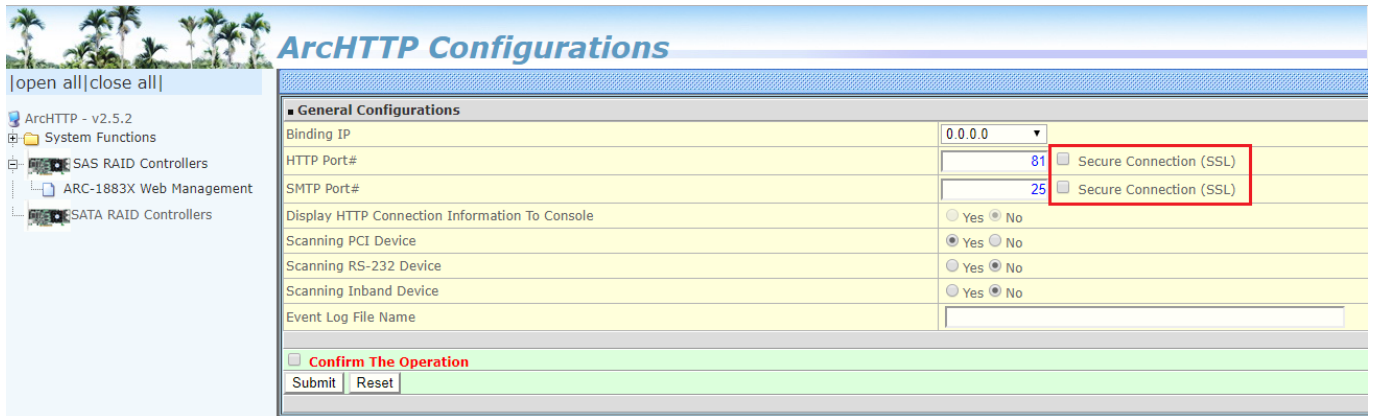 ArcHTTP Configurations
|open all|close all|
ArcHTTP - v2.5.2
System Functions
SAS RAID Controllers
ARC-1883X Web Management
SATA RAID Controllers
General Configurations
Binding IP 0.0.0.0
HTTP Port# 81 Secure Connection (SSL)
SMTP Port# 25 Secure Connection (SSL)
Display HTTP Connection Information To Console Yes No
Scanning PCI Device Yes No
Scanning RS-232 Device Yes No
Scanning Inband Device Yes No
Event Log File Name
Confirm The Operation
Submit Reset